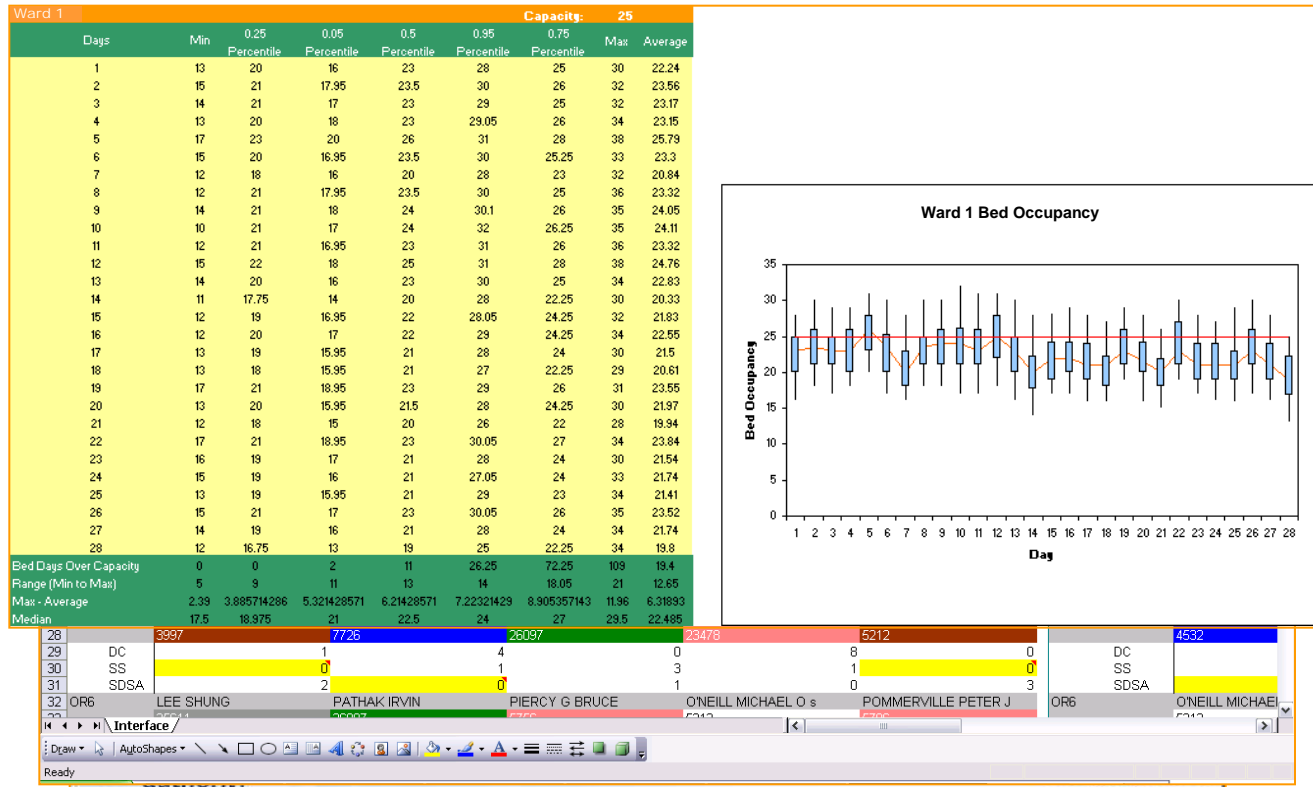 Ward 1 Capacity: 25
Days Min 0.25 Percentile 0.05 Percentile 0.5 Percentile 0.95 Percentile 0.75 Percentile Max Average
1 13 20 16 23 28 25 30 22.24
2 15 21 17.95 23.5 30 26 32 23.56
3 14 21 17 23 29 25 32 23.17
4 13 20 18 23 29.05 26 34 23.15
5 17 23 20 26 31 28 38 25.79
6 15 20 16.95 23.5 30 25.25 33 23.3
7 12 18 16 20 28 23 32 20.84
8 12 21 17.95 23.5 30 25 36 23.32
9 14 21 18 24 30.1 26 35 24.05
10 10 21 17 24 32 26.25 35 24.11
11 12 21 16.95 23 31 26 36 23.32
12 15 22 18 25 31 28 38 24.76
13 14 20 16 23 30 25 34 22.83
14 11 17.75 14 20 28 22.25 30 20.33
15 12 19 16.95 22 28.05 24.25 32 21.83
16 12 20 17 22 29 24.25 34 22.55
17 13 19 15.95 21 28 24 30 21.5
18 13 18 15.95 21 27 22.25 29 20.61
19 17 21 18.95 23 29 26 31 23.55
20 13 20 15.95 21.5 28 24.25 30 21.97
21 12 18 15 20 26 22 28 19.94
22 17 21 18.95 23 30.05 27 34 23.84
23 16 19 17 21 28 24 30 21.54
24 15 19 16 21 27.05 24 33 21.74
25 13 19 15.95 21 29 23 34 21.41
26 15 21 17 23 30.05 26 35 23.52
27 14 19 16 21 28 24 34 21.74
28 12 16.75 13 19 25 22.25 34 19.8
Bed Days Over Capacity 0 0 2 11 26.25 72.25 109 19.4
Range (Min to Max) 5 9 11 13 14 18.05 21 12.65
Max - Average 2.39 3.885714286 5.321428571 6.21428571 7.22321429 8.905357143 11.96 6.31893
Median 17.5 18.975 21 22.5 24 27 29.5 22.485
Ward 1 Bed Occupancy
35
30
25
20
15
10
5
0
Bed Occupancy
1 2 3 4 5 6 7 8 9 10 11 12 13 14 15 16 17 18 19 20 21 22 23 24 25 26 27 28
Day
28 3997 7726 26097 23478 5212 4532
29 DC 1 4 0 8 0 DC
30 SS 0 1 3 1 0 SS
31 SDSA 2 0 1 0 3 SDSA
32 OR6 LEE SHUNG PATHAK IRVIN PIERCY G BRUCE O'NEILL MICHAEL O s POMMERVILLE PETER J OR6 O'NEILL MICHAEL
Interface
Draw AutoShapes
Ready